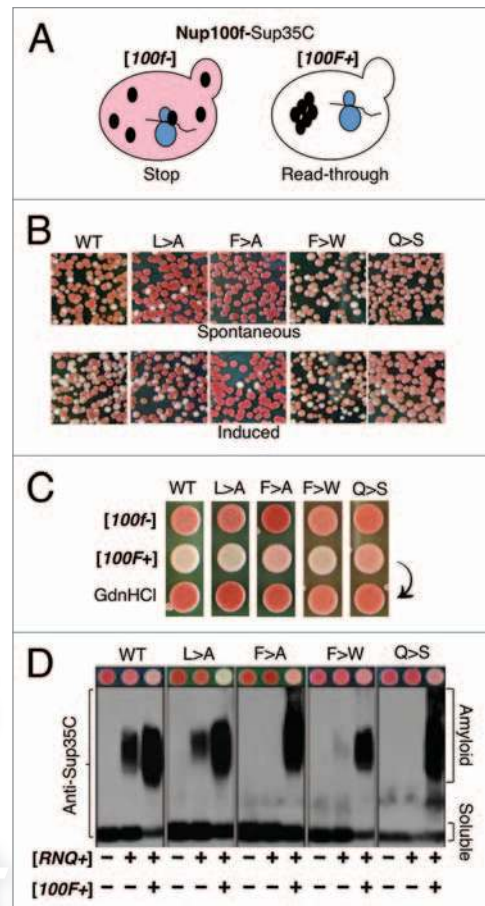 A
Nup100f-Sup35C
[100f-] [100F+]
Stop Read-through
B
WT L>A F>A F>W Q>S
Spontaneous
Induced
C
WT L>A F>A F>W Q>S
[100f-]
[100F+]
GdnHCl
D
WT L>A F>A F>W Q>S
Anti-Sup35C
Amyloid
Soluble
[RNQ+] - + + - + + - + + - + + - + +
[100F+] - - + - - + - - + - - + - - +